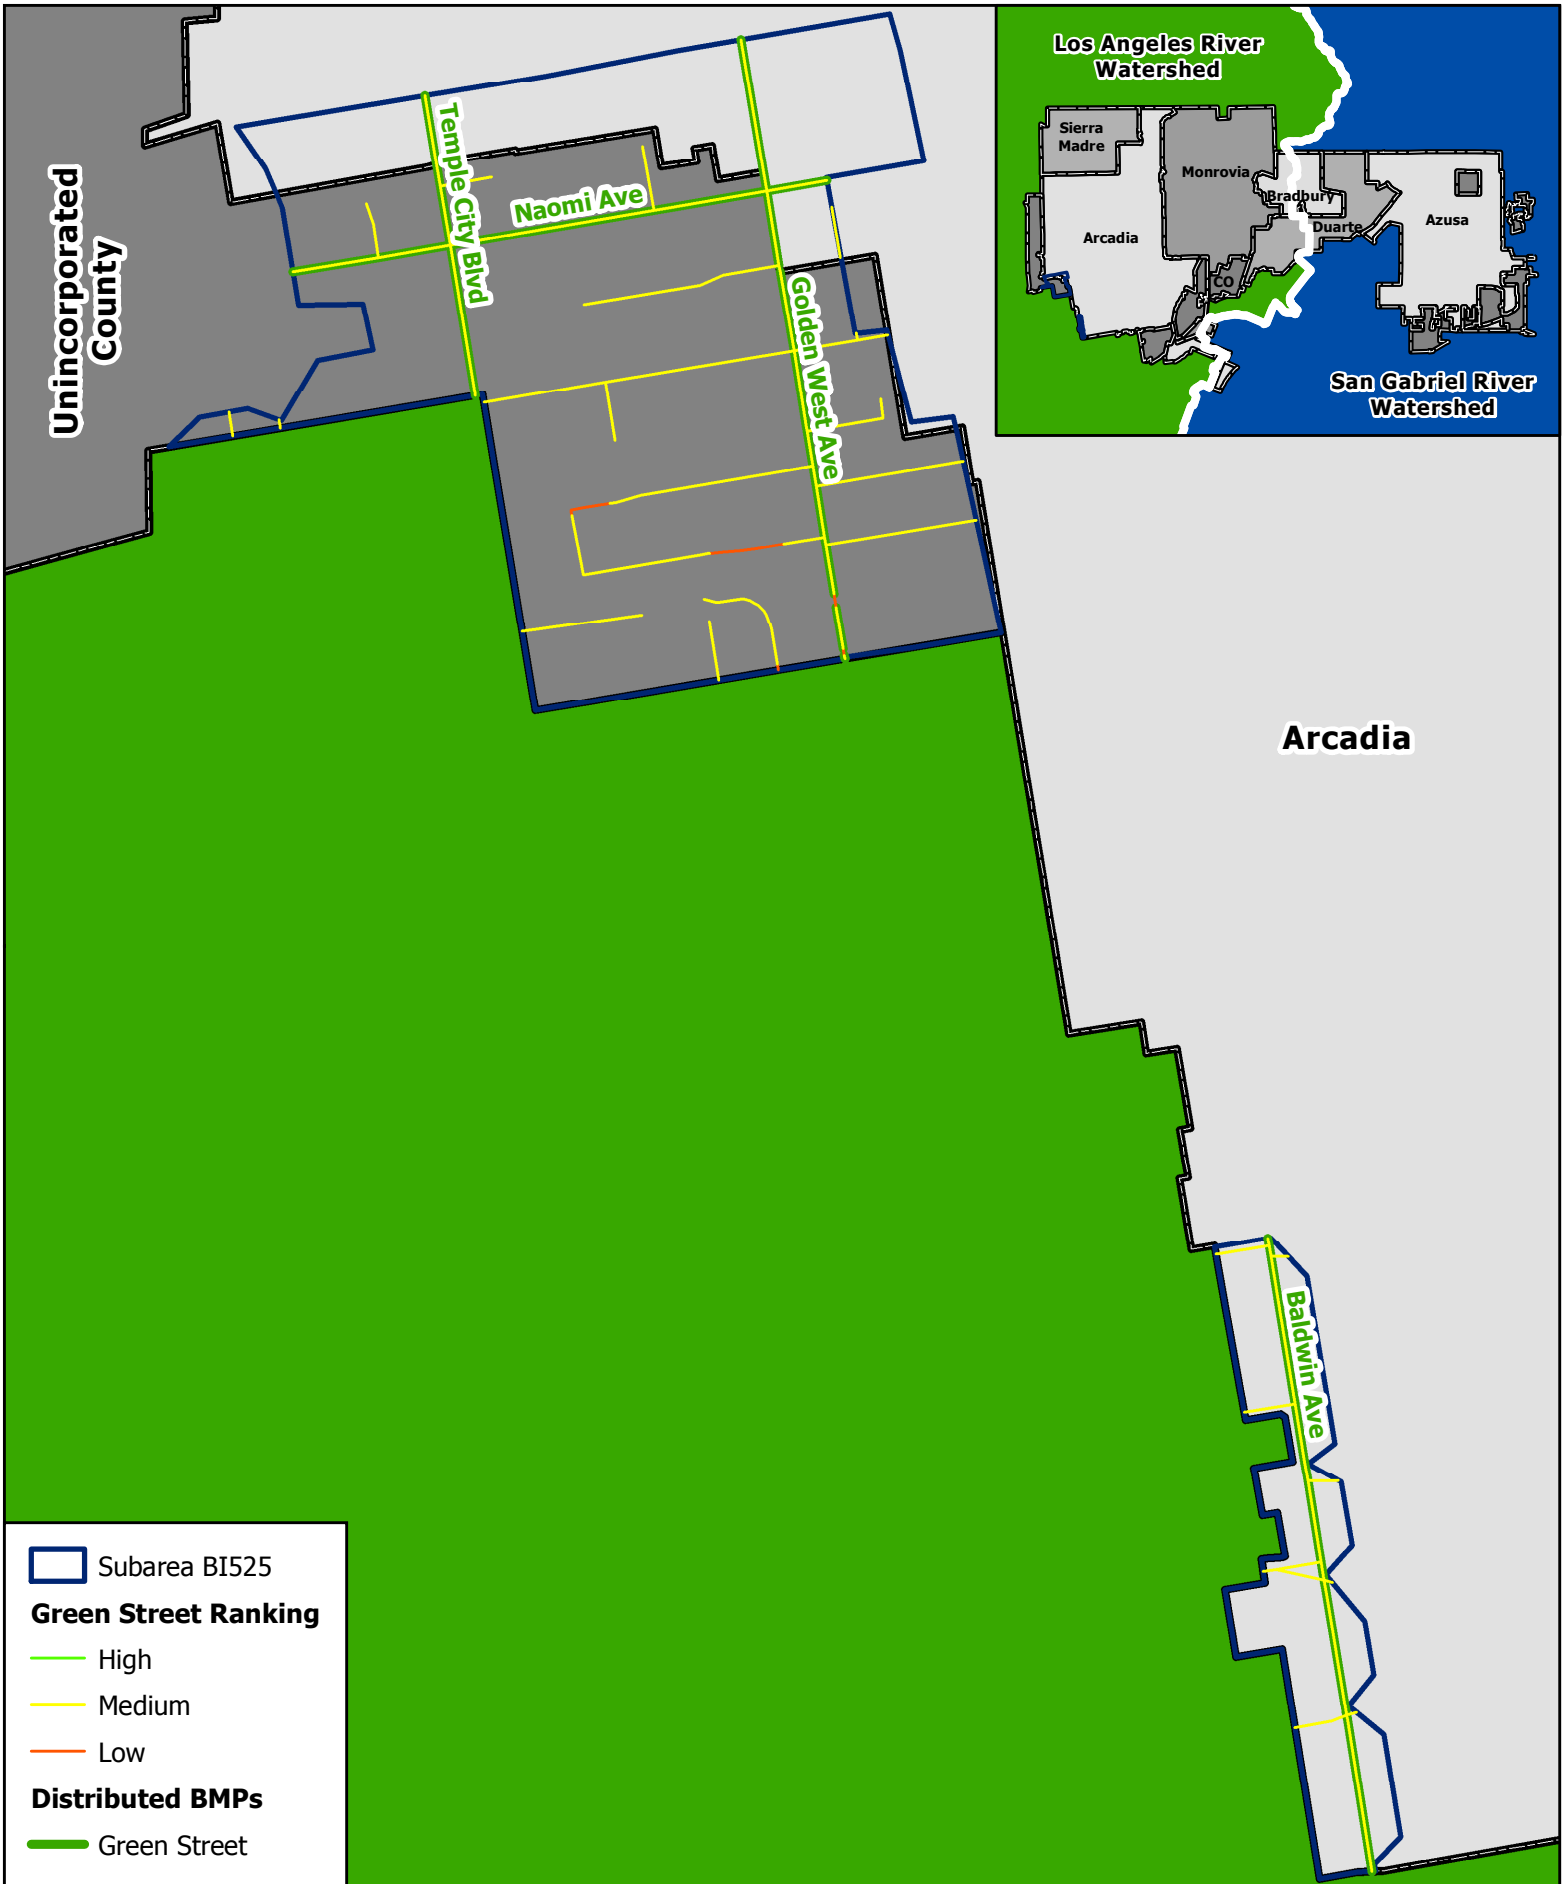 Unincorporated
County
Temple City Blvd
Naomi Ave
Golden West Ave
Los Angeles River
Watershed
Sierra
Madre
Monrovia
Bradbury
Duarte
Azusa
Arcadia
CO
San Gabriel River
Watershed
Arcadia
Baldwin Ave
Subarea BI525
Green Street Ranking
High
Medium
Low
Distributed BMPs
Green Street